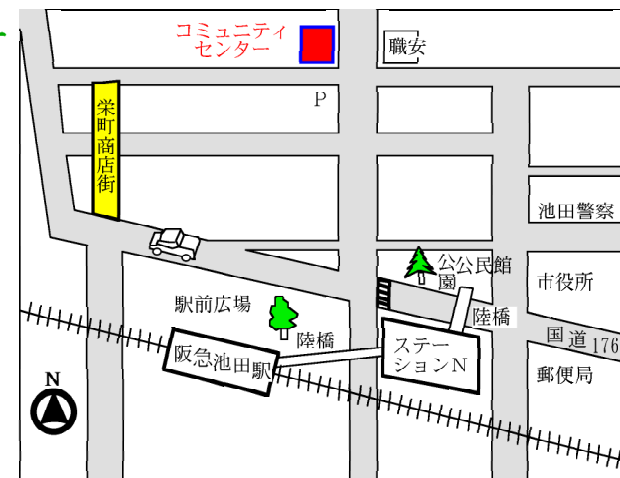 コミュニティ
センター
職安
P
栄町商店街
池田警察
公公民館
園
市役所
駅前広場
陸橋
陸橋
国道176
ステー
ションN
阪急池田駅
郵便局
N